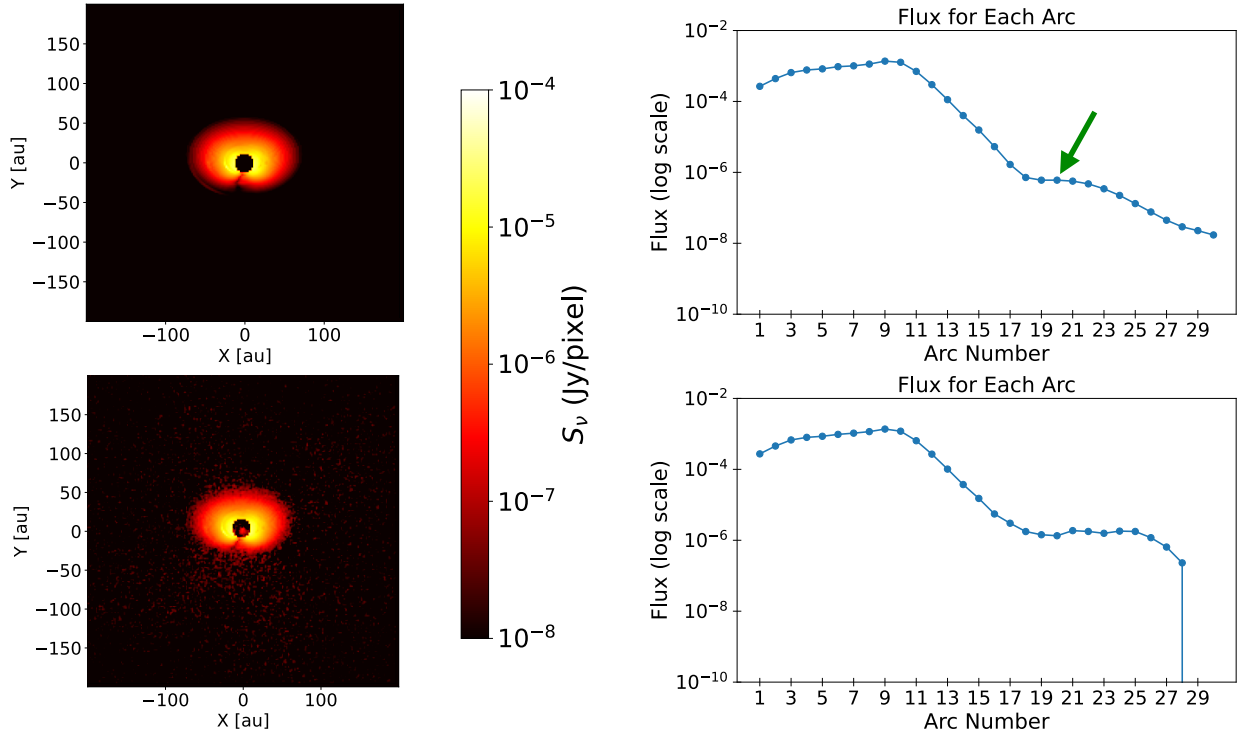 150
100
50
0
−50
−100
−150
Y [au]
−100
0
100
X [au]
150
100
50
0
−50
−100
−150
Y [au]
−100
0
100
X [au]
10⁻⁴
10⁻⁵
10⁻⁶
10⁻⁷
10⁻⁸
S_ν (Jy/pixel)
Flux for Each Arc
10⁻²
10⁻⁴
10⁻⁶
10⁻⁸
10⁻¹⁰
Flux (log scale)
1 3 5 7 9 11 13 15 17 19 21 23 25 27 29
Arc Number
Flux for Each Arc
10⁻²
10⁻⁴
10⁻⁶
10⁻⁸
10⁻¹⁰
Flux (log scale)
1 3 5 7 9 11 13 15 17 19 21 23 25 27 29
Arc Number